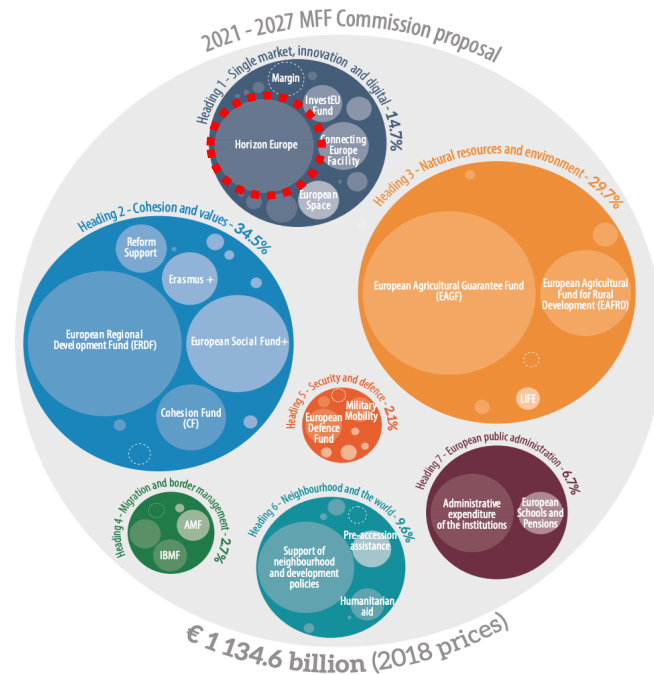 2021 - 2027 MFF Commission proposal
Heading 1 - Single market, innovation and digital - 14.7%
Margin
InvestEU
Fund
Horizon Europe
Connecting
Europe
Facility
European
Space
Heading 2 - Cohesion and values - 34.5%
Reform
Support
Erasmus +
European Regional
Development Fund (ERDF)
European Social Fund+
Cohesion Fund
(CF)
Heading 3 - Natural resources and environment - 29.7%
European Agricultural Guarantee Fund
(EAGF)
European Agricultural
Fund for Rural
Development (EAFRD)
LIFE
Heading 5 - Security and defence - 2.1%
European
Defence
Fund
Military
Mobility
Heading 4 - Migration and border management - 2.7%
AMF
IBMF
Heading 6 - Neighbourhood and the world - 9.6%
Pre-accession
assistance
Support of
neighbourhood
and development
policies
Humanitarian
aid
Heading 7 - European public administration - 6.7%
Administrative
expenditure
of the institutions
European
Schools and
Pensions
€ 1 134.6 billion (2018 prices)